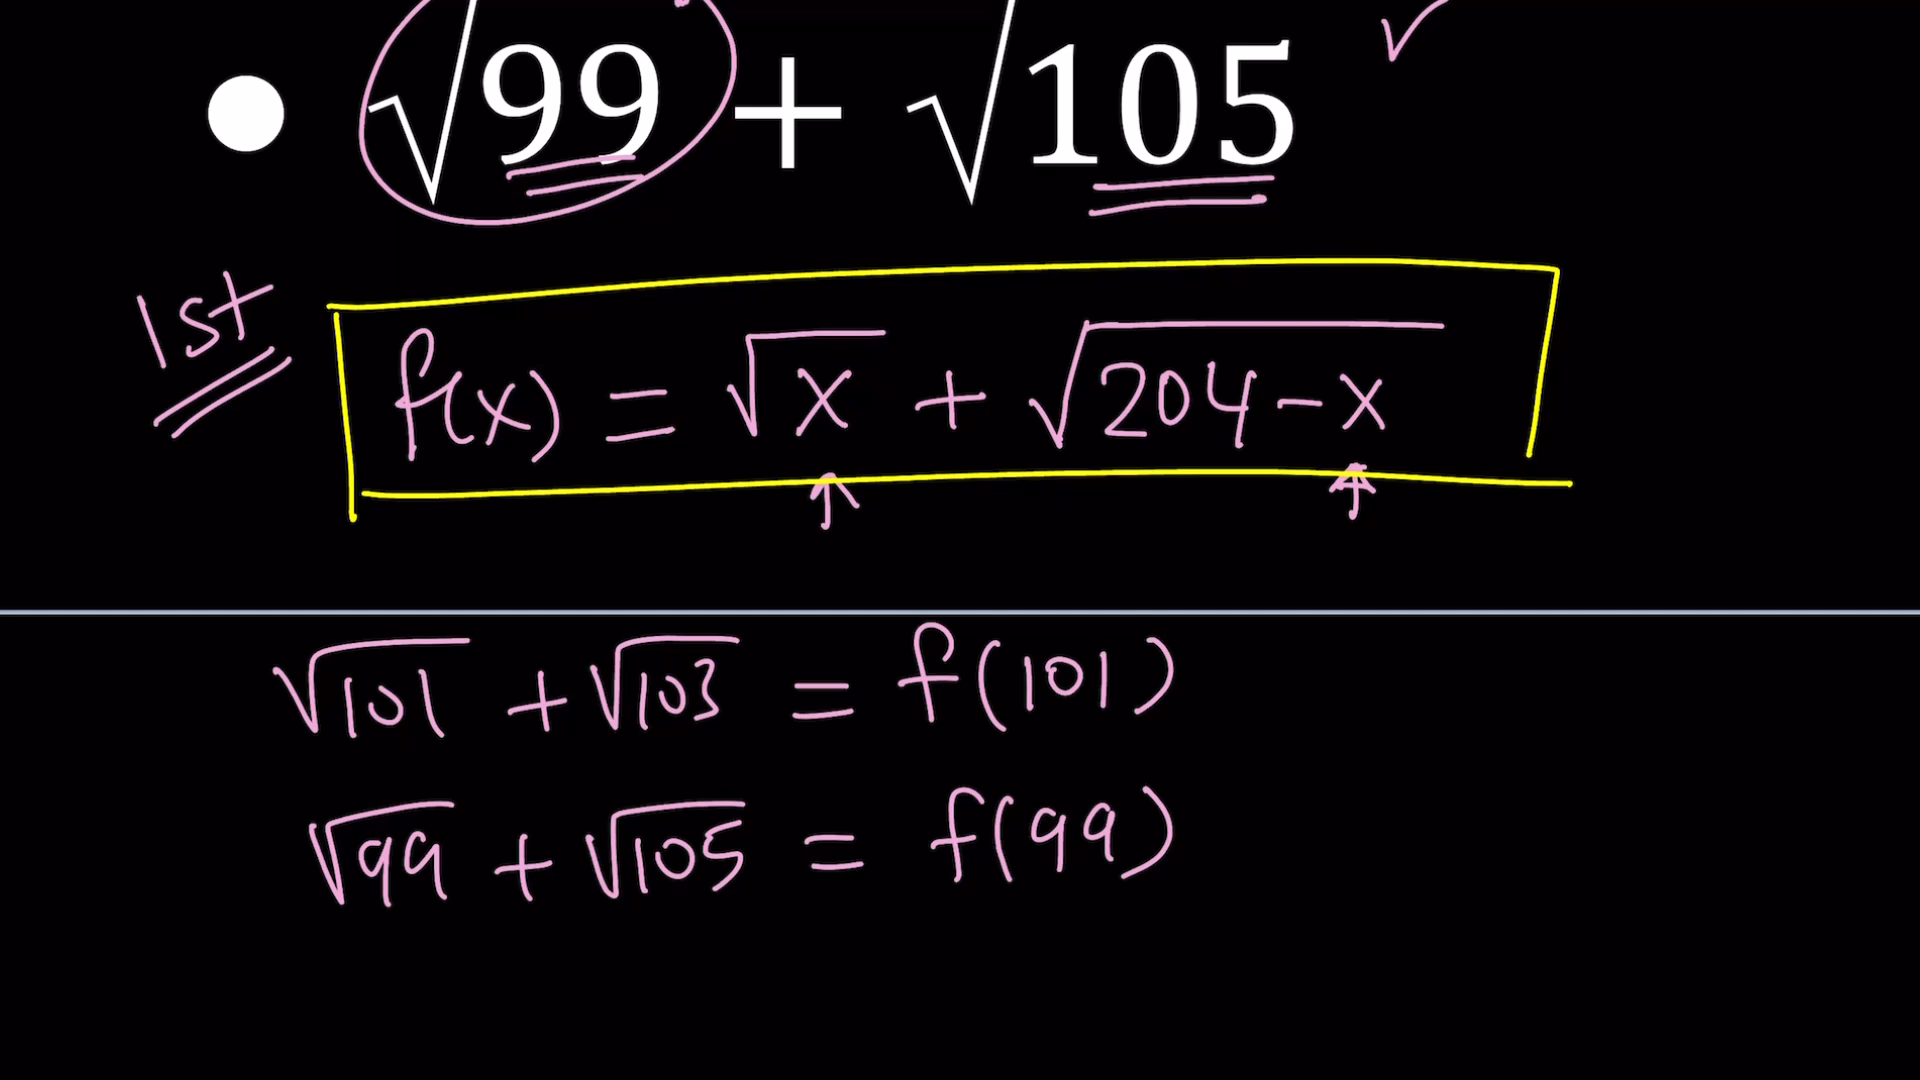 • √99 + √105
1st
f(x) = √x + √(204-x)
√101 + √103 = f(101)
√99 + √105 = f(99)